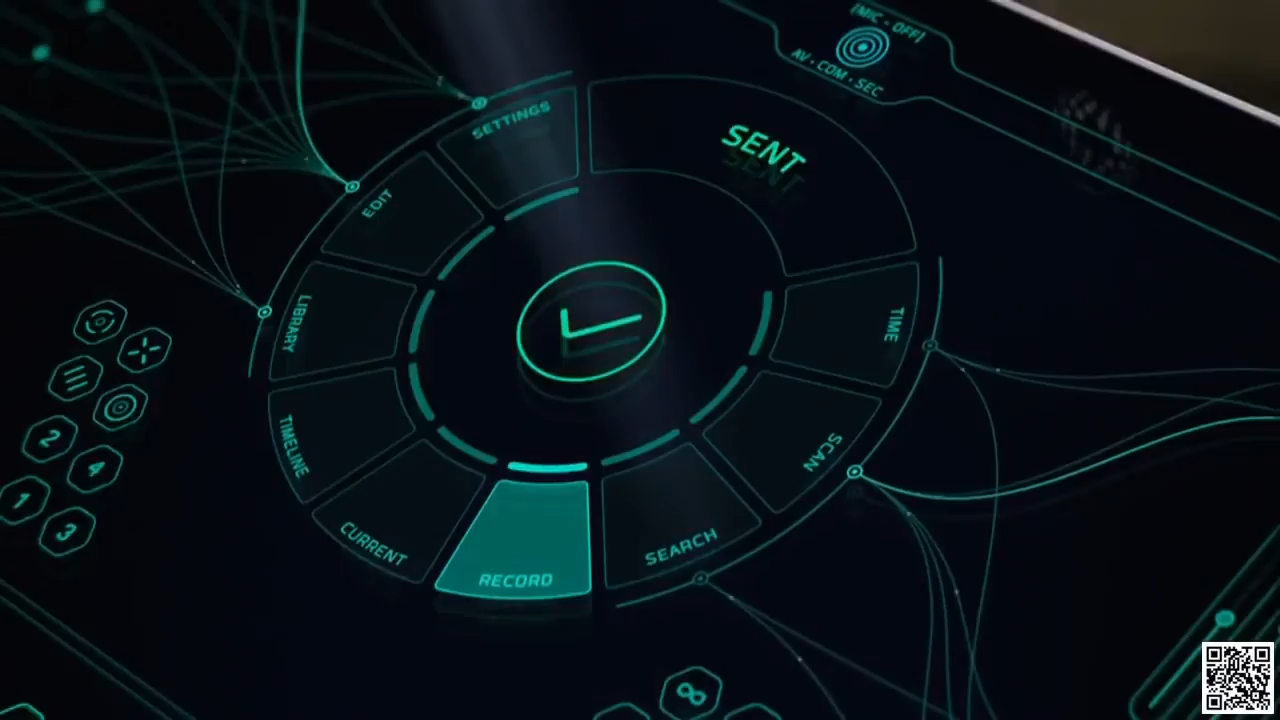 [MIC - OFF]
AV • COM • SEC
SETTINGS
SENT
EDIT
LIBRARY
TIME
TIMELINE
SCAN
CURRENT
SEARCH
RECORD
2
4
1
3